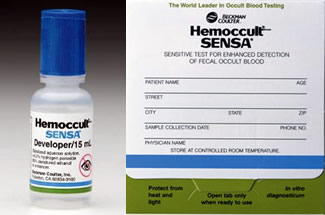 Hemoccult
SENSA®
Developer/15 mL
Beckman Coulter, Inc.
The World Leader in Occult Blood Testing
BECKMAN
COULTER
Hemoccult®
SENSA®
SENSITIVE TEST FOR ENHANCED DETECTION
OF FECAL OCCULT BLOOD
PATIENT NAME AGE
STREET
CITY STATE ZIP
SAMPLE COLLECTION DATE PHONE NO.
PHYSICIAN NAME
STORE AT CONTROLLED ROOM TEMPERATURE.
Protect from Open tab only In vitro
heat and light when ready to use diagnosticum